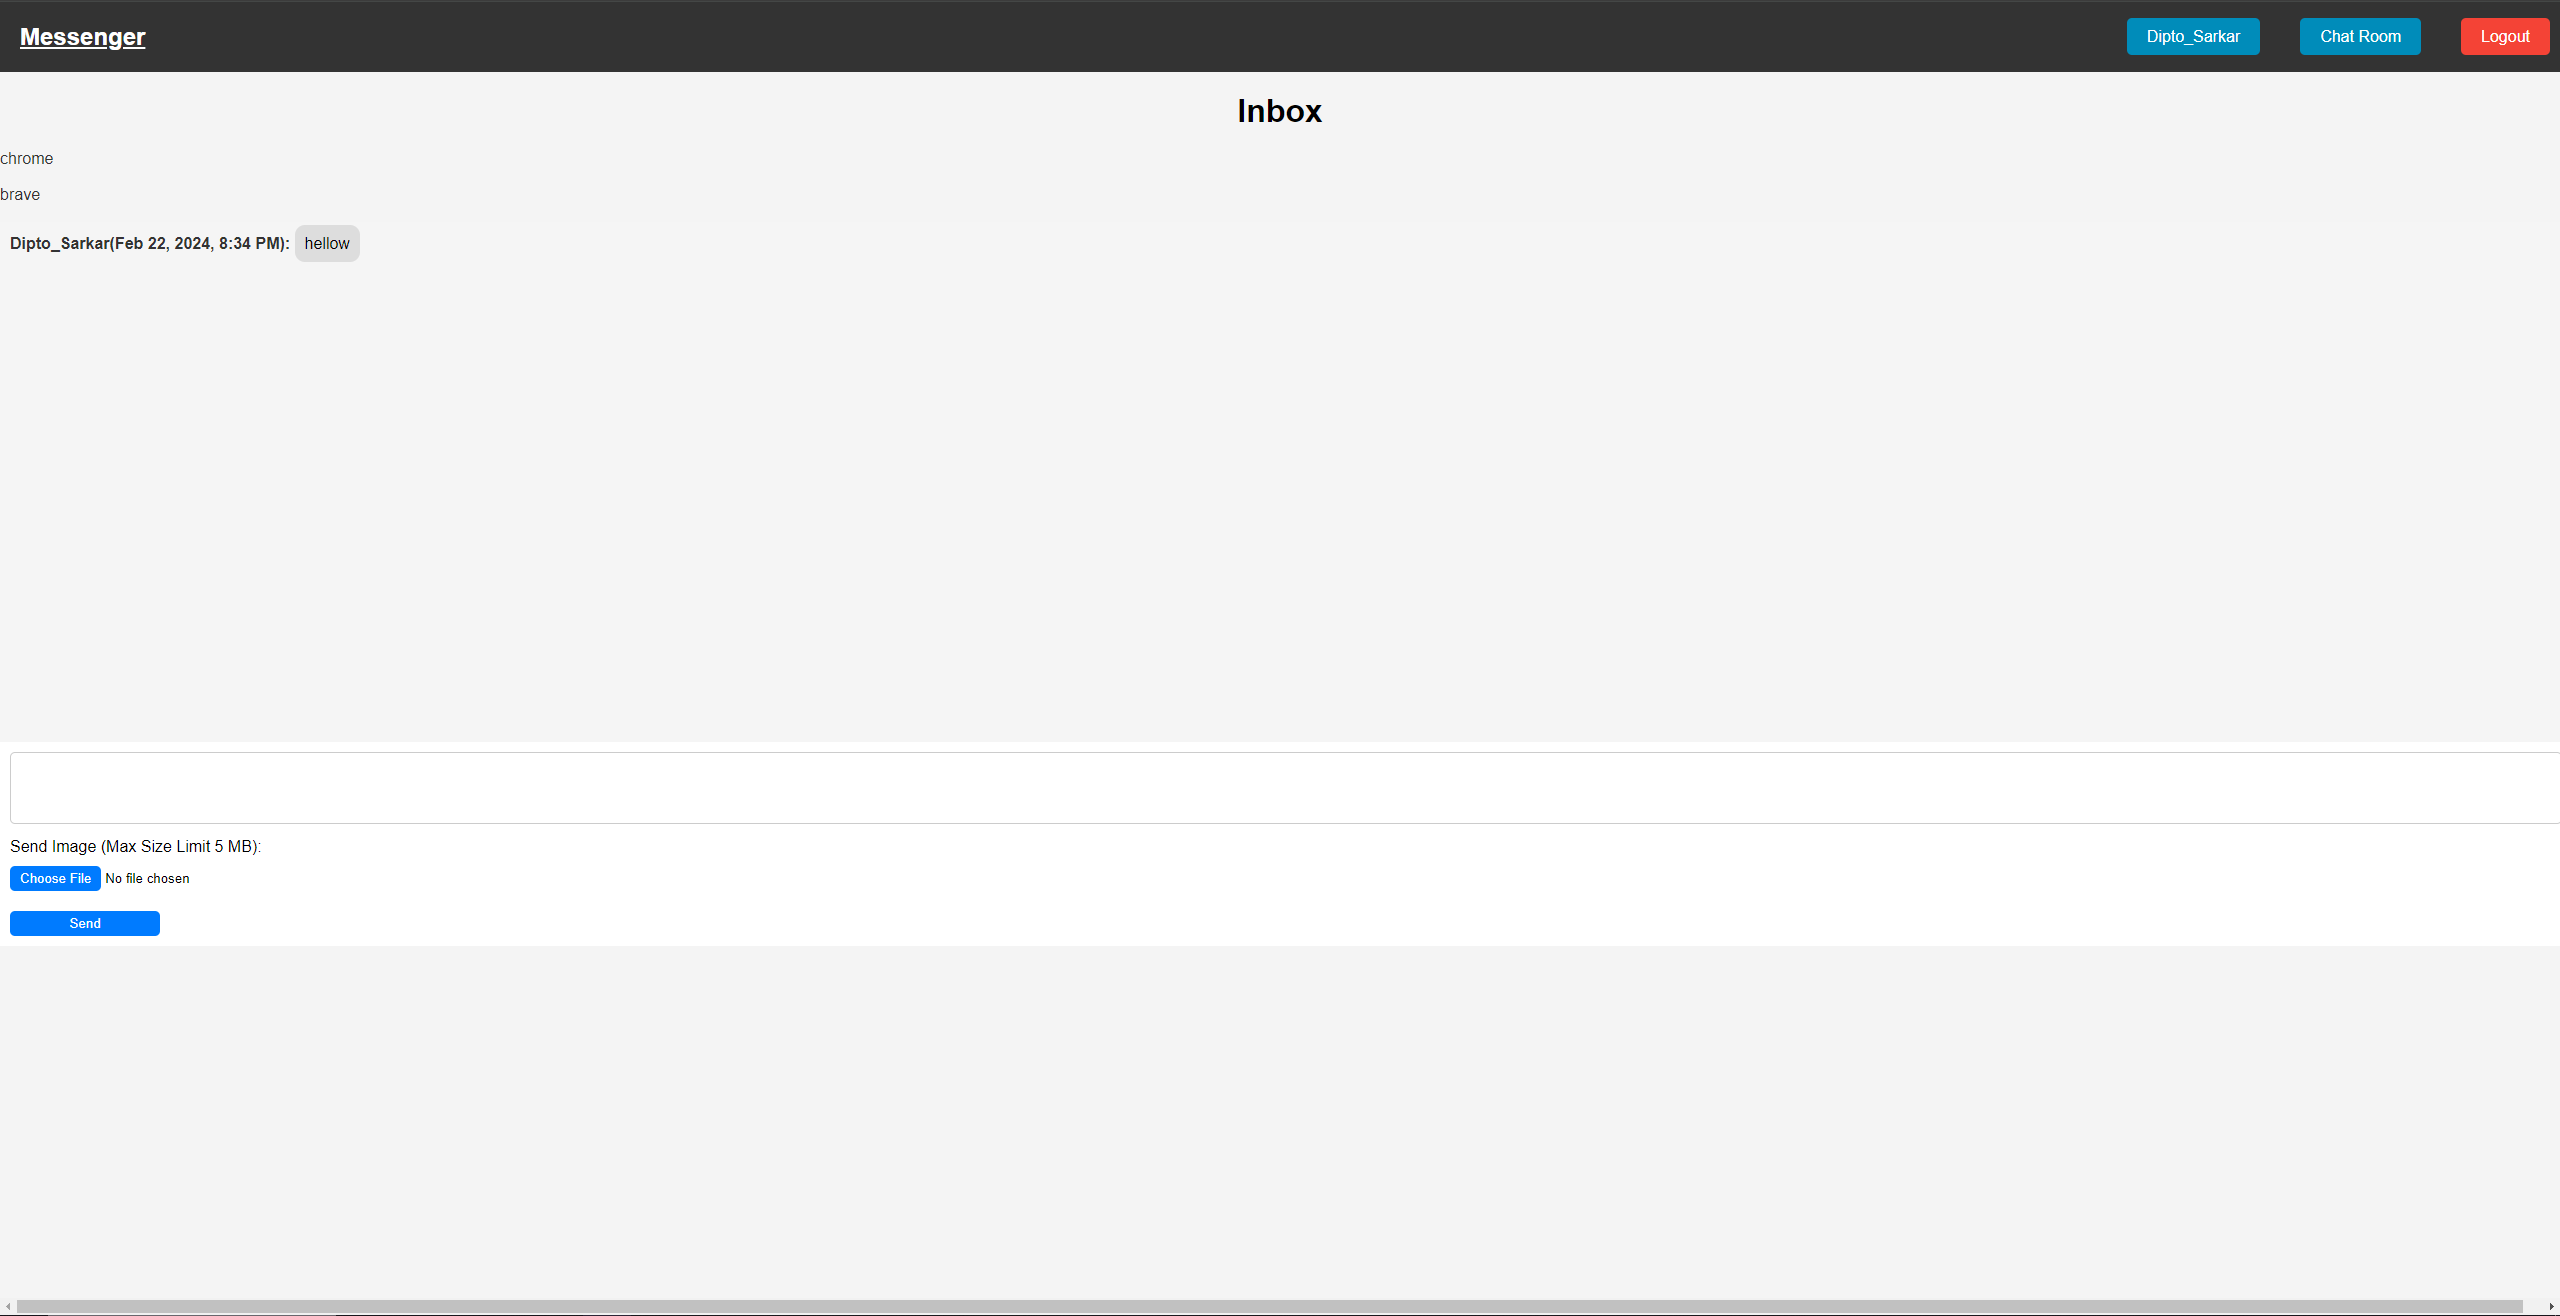 Messenger
Dipto_Sarkar
Chat Room
Logout
Inbox
chrome
brave
Dipto_Sarkar(Feb 22, 2024, 8:34 PM): hellow
Send Image (Max Size Limit 5 MB):
Choose File No file chosen
Send